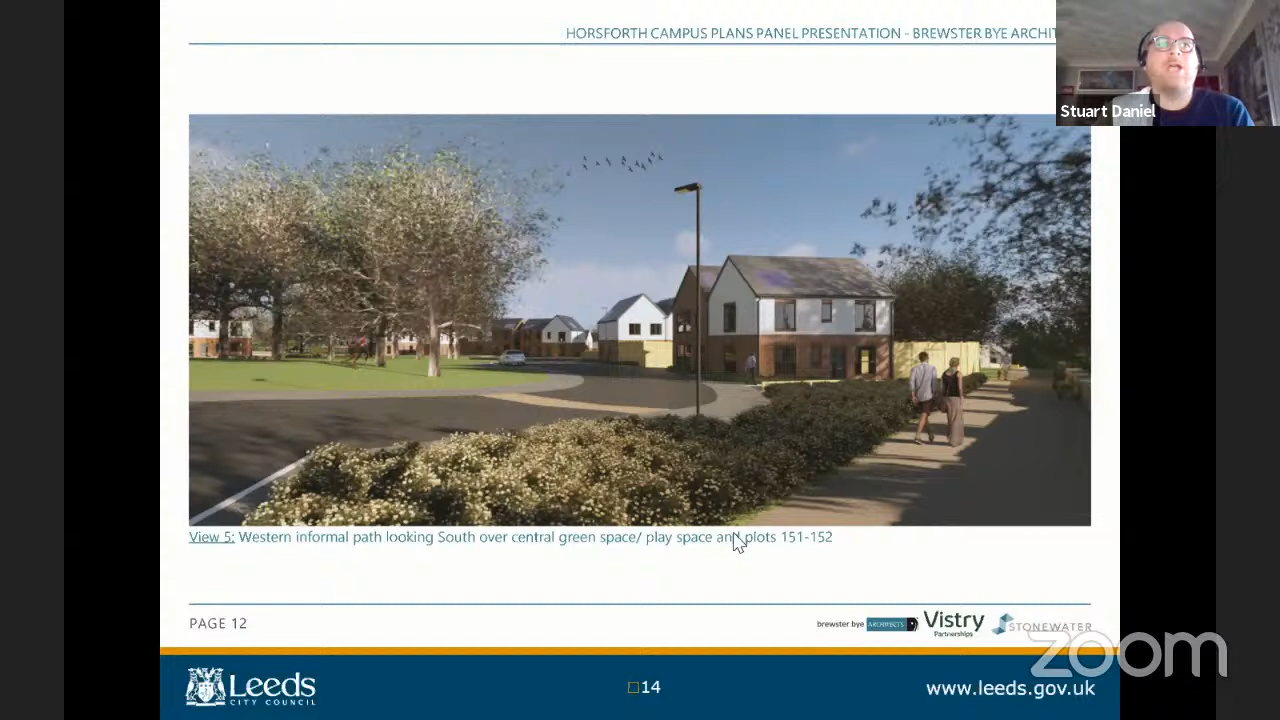 HORSFORTH CAMPUS PLANS PANEL PRESENTATION - BREWSTER BYE ARCHIT
Stuart Daniel
View 5: Western informal path looking South over central green space/ play space and plots 151-152
PAGE 12
brewster bye ARCHITECTS
Vistry
Partnerships
STONEWATER
zoom
Leeds
CITY COUNCIL
14
www.leeds.gov.uk